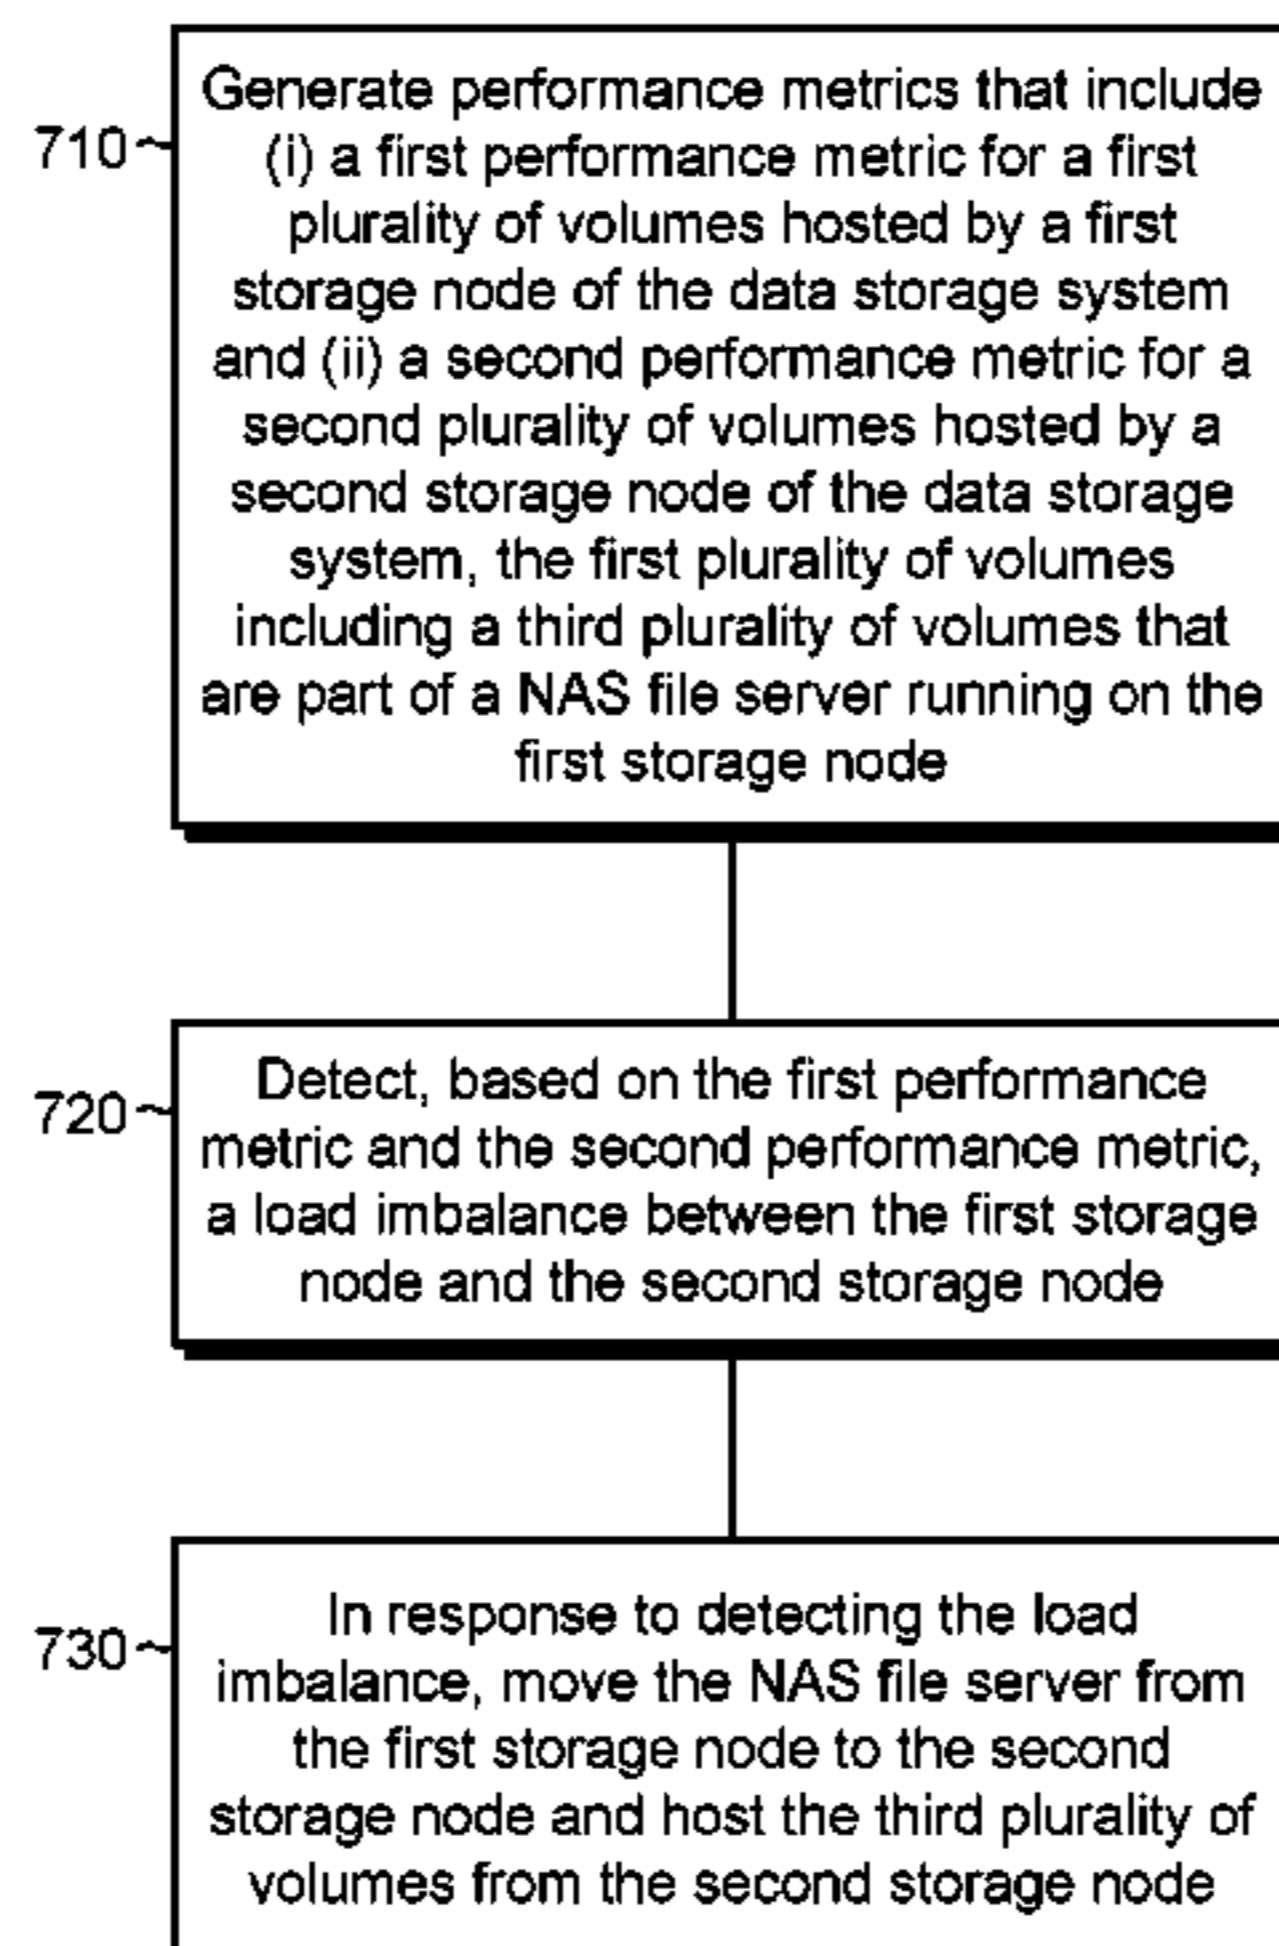 Generate performance metrics that include
710
(i) a first performance metric for a first
plurality of volumes hosted by a first
storage node of the data storage system
and (ii) a second performance metric for a
second plurality of volumes hosted by a
second storage node of the data storage
system, the first plurality of volumes
including a third plurality of volumes that
are part of a NAS file server running on the
first storage node
Detect, based on the first performance
720
metric and the second performance metric,
a load imbalance between the first storage
node and the second storage node
In response to detecting the load
730
imbalance, move the NAS file server from
the first storage node to the second
storage node and host the third plurality of
volumes from the second storage node